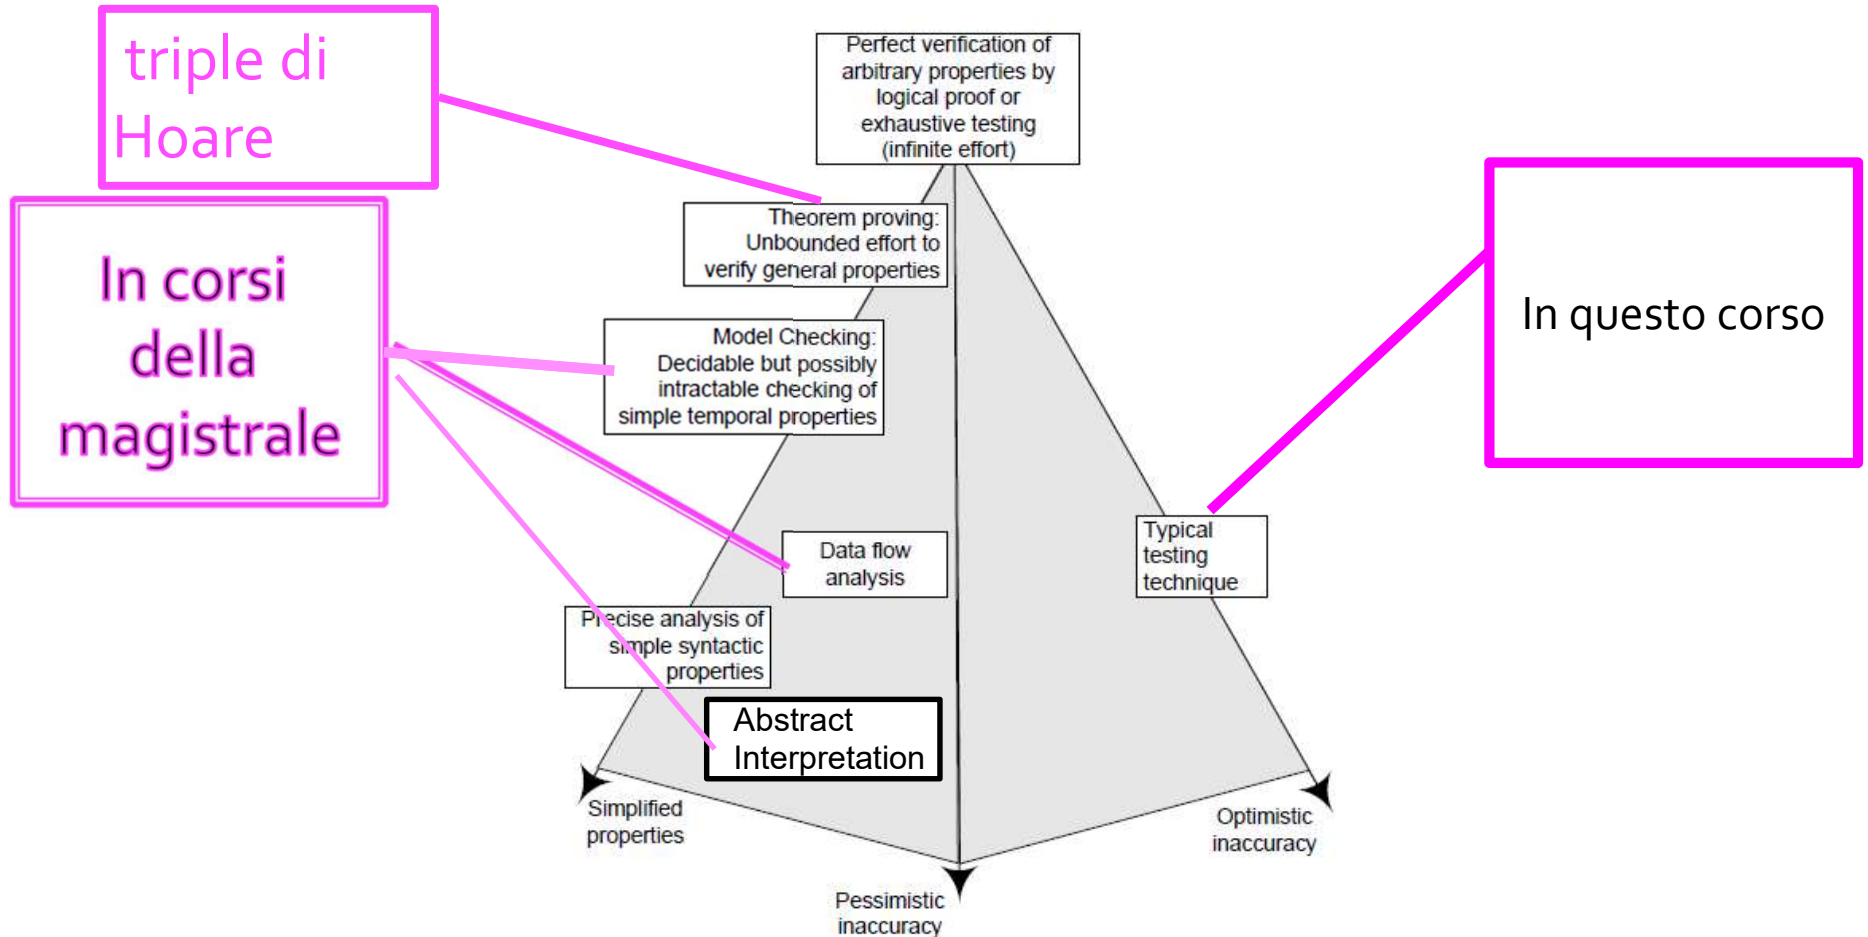 triple di
Hoare
In corsi
della
magistrale
Perfect verification of
arbitrary properties by
logical proof or
exhaustive testing
(infinite effort)
Theorem proving:
Unbounded effort to
verify general properties
Model Checking:
Decidable but possibly
intractable checking of
simple temporal properties
Data flow
analysis
Precise analysis of
simple syntactic
properties
Abstract
Interpretation
Typical
testing
technique
In questo corso
Simplified
properties
Pessimistic
inaccuracy
Optimistic
inaccuracy